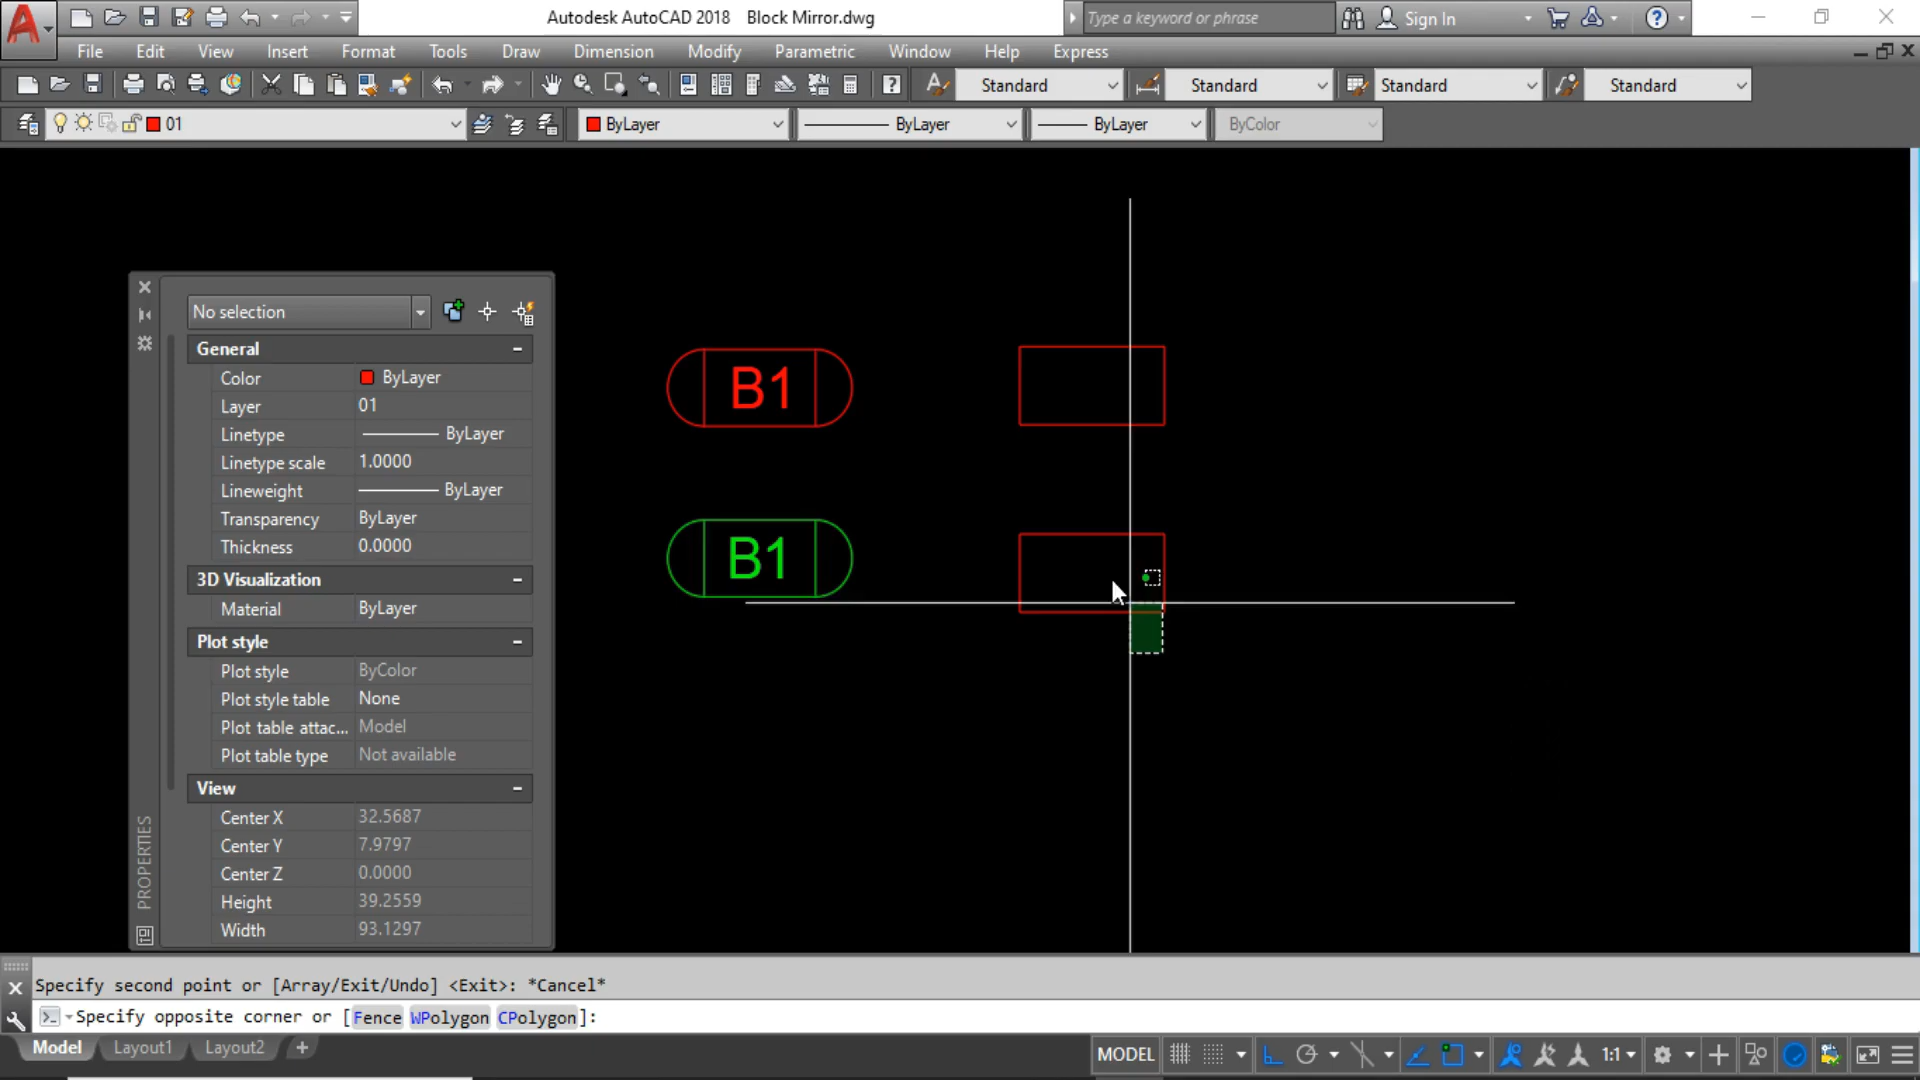 Autodesk AutoCAD 2018 Block Mirror.dwg
Type a keyword or phrase
Sign In
File Edit View Insert Format Tools Draw Dimension Modify Parametric Window Help Express
Standard Standard Standard Standard
01 ByLayer ByLayer ByLayer ByColor
No selection
General
Color ByLayer
Layer 01
Linetype ByLayer
Linetype scale 1.0000
Lineweight ByLayer
Transparency ByLayer
Thickness 0.0000
3D Visualization
Material ByLayer
Plot style
Plot style ByColor
Plot style table None
Plot table attac... Model
Plot table type Not available
View
Center X 32.5687
Center Y 7.9797
Center Z 0.0000
Height 39.2559
Width 93.1297
PROPERTIES
B1
B1
Specify second point or [Array/Exit/Undo] <Exit>: *Cancel*
Specify opposite corner or [Fence WPolygon CPolygon]:
Model Layout1 Layout2
MODEL 1:1